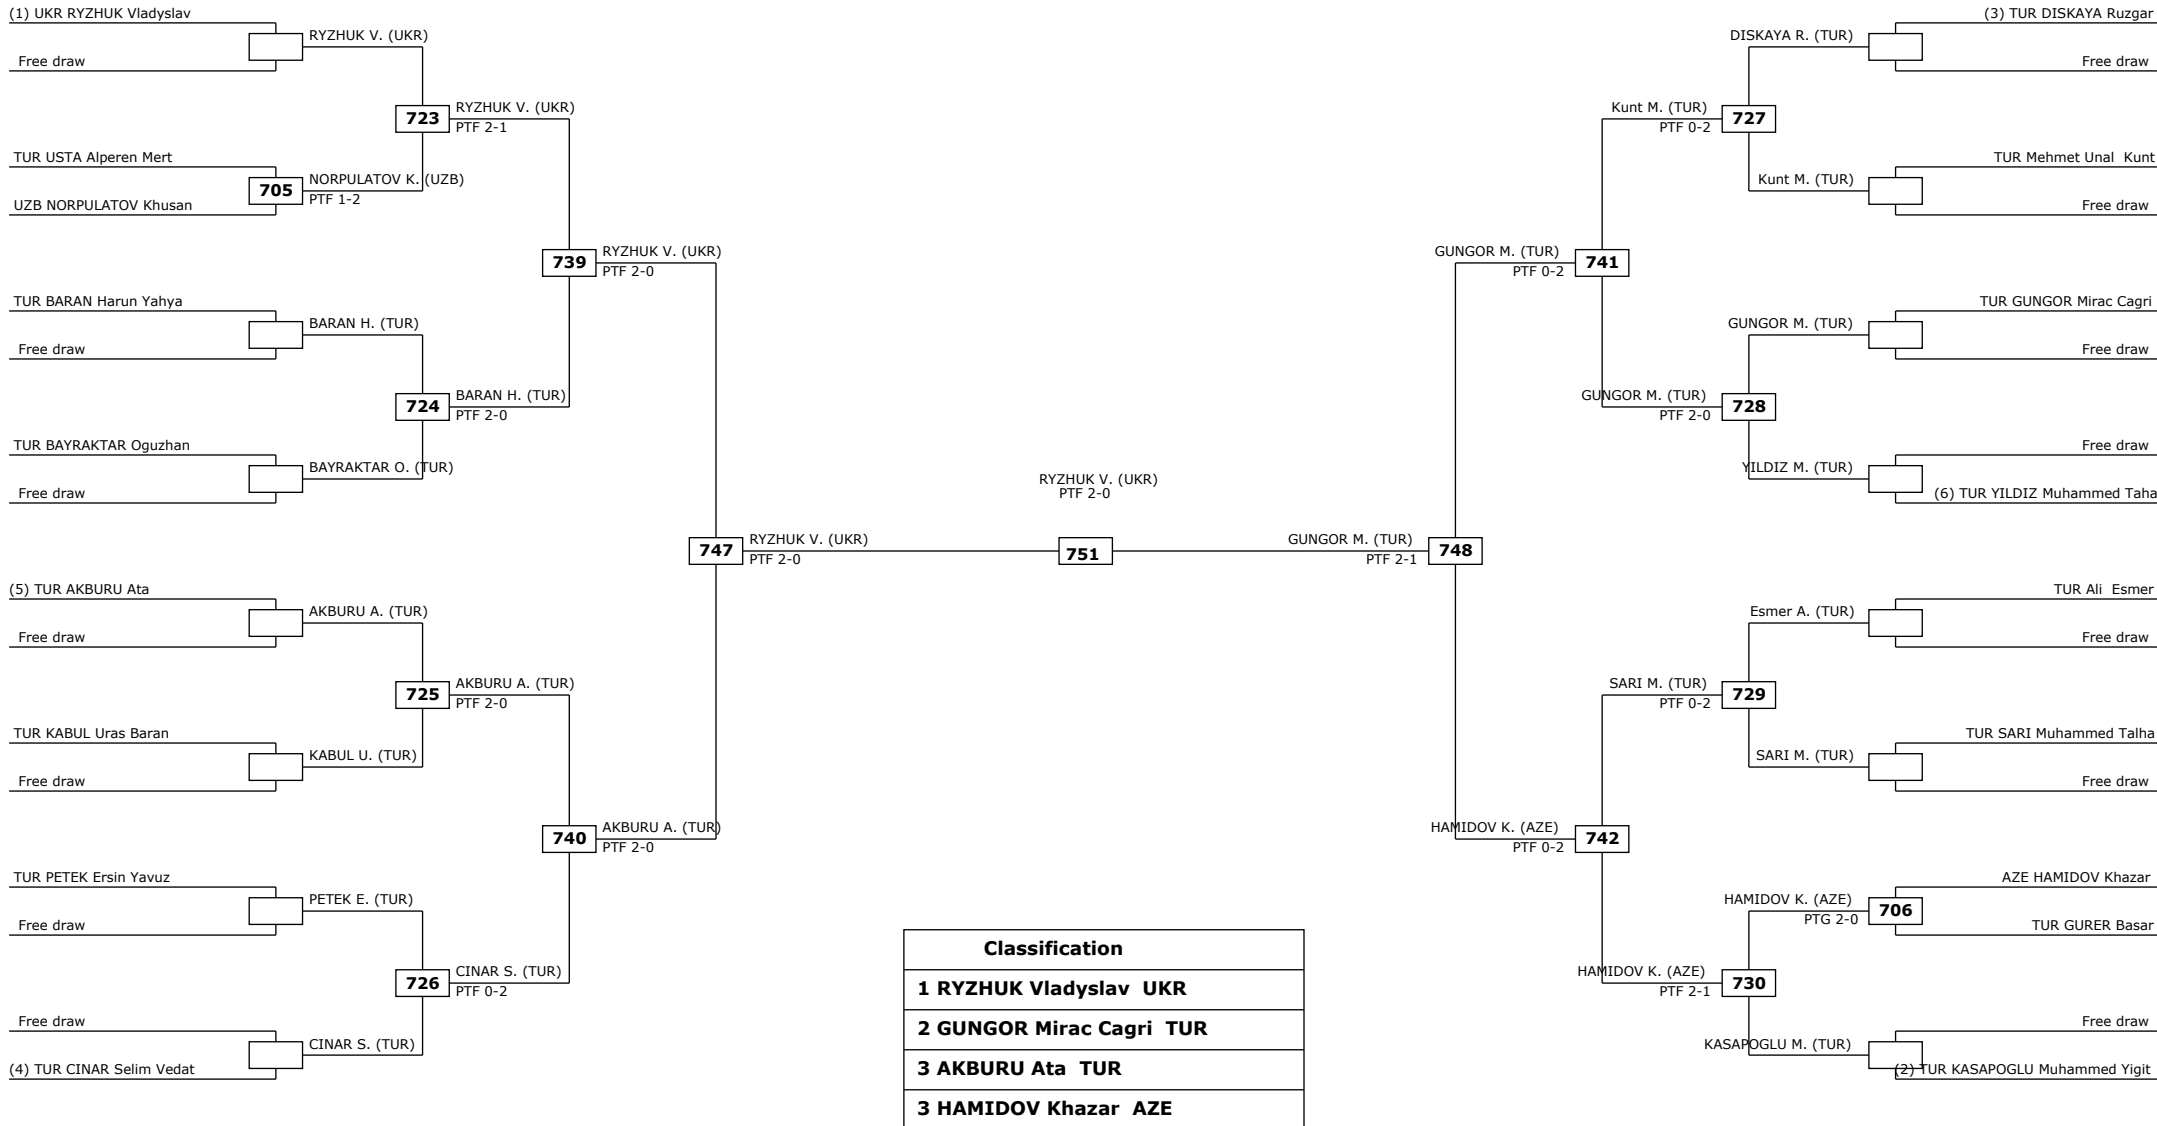 (1) UKR RYZHUK Vladyslav
RYZHUK V. (UKR)
Free draw
723
RYZHUK V. (UKR)
PTF 2-1
TUR USTA Alperen Mert
705
NORPULATOV K. (UZB)
PTF 1-2
UZB NORPULATOV Khusan
739
RYZHUK V. (UKR)
PTF 2-0
TUR BARAN Harun Yahya
BARAN H. (TUR)
Free draw
724
BARAN H. (TUR)
PTF 2-0
TUR BAYRAKTAR Oguzhan
BAYRAKTAR O. (TUR)
Free draw
747
RYZHUK V. (UKR)
PTF 2-0
(5) TUR AKBURU Ata
AKBURU A. (TUR)
Free draw
725
AKBURU A. (TUR)
PTF 2-0
TUR KABUL Uras Baran
KABUL U. (TUR)
Free draw
740
AKBURU A. (TUR)
PTF 2-0
TUR PETEK Ersin Yavuz
PETEK E. (TUR)
Free draw
726
CINAR S. (TUR)
PTF 0-2
Free draw
CINAR S. (TUR)
(4) TUR CINAR Selim Vedat
RYZHUK V. (UKR)
PTF 2-0
751
(3) TUR DISKAYA Ruzgar
DISKAYA R. (TUR)
Free draw
Kunt M. (TUR)
PTF 0-2
727
TUR Mehmet Unal  Kunt
Kunt M. (TUR)
Free draw
GUNGOR M. (TUR)
PTF 0-2
741
TUR GUNGOR Mirac Cagri
GUNGOR M. (TUR)
Free draw
GUNGOR M. (TUR)
PTF 2-0
728
Free draw
YILDIZ M. (TUR)
(6) TUR YILDIZ Muhammed Taha
GUNGOR M. (TUR)
PTF 2-1
748
TUR Ali  Esmer
Esmer A. (TUR)
Free draw
SARI M. (TUR)
PTF 0-2
729
TUR SARI Muhammed Talha
SARI M. (TUR)
Free draw
HAMIDOV K. (AZE)
PTF 0-2
742
AZE HAMIDOV Khazar
HAMIDOV K. (AZE)
PTG 2-0
706
TUR GURER Basar
HAMIDOV K. (AZE)
PTF 2-1
730
Free draw
KASAPOGLU M. (TUR)
(2) TUR KASAPOGLU Muhammed Yigit
Classification
1 RYZHUK Vladyslav  UKR
2 GUNGOR Mirac Cagri  TUR
3 AKBURU Ata  TUR
3 HAMIDOV Khazar  AZE